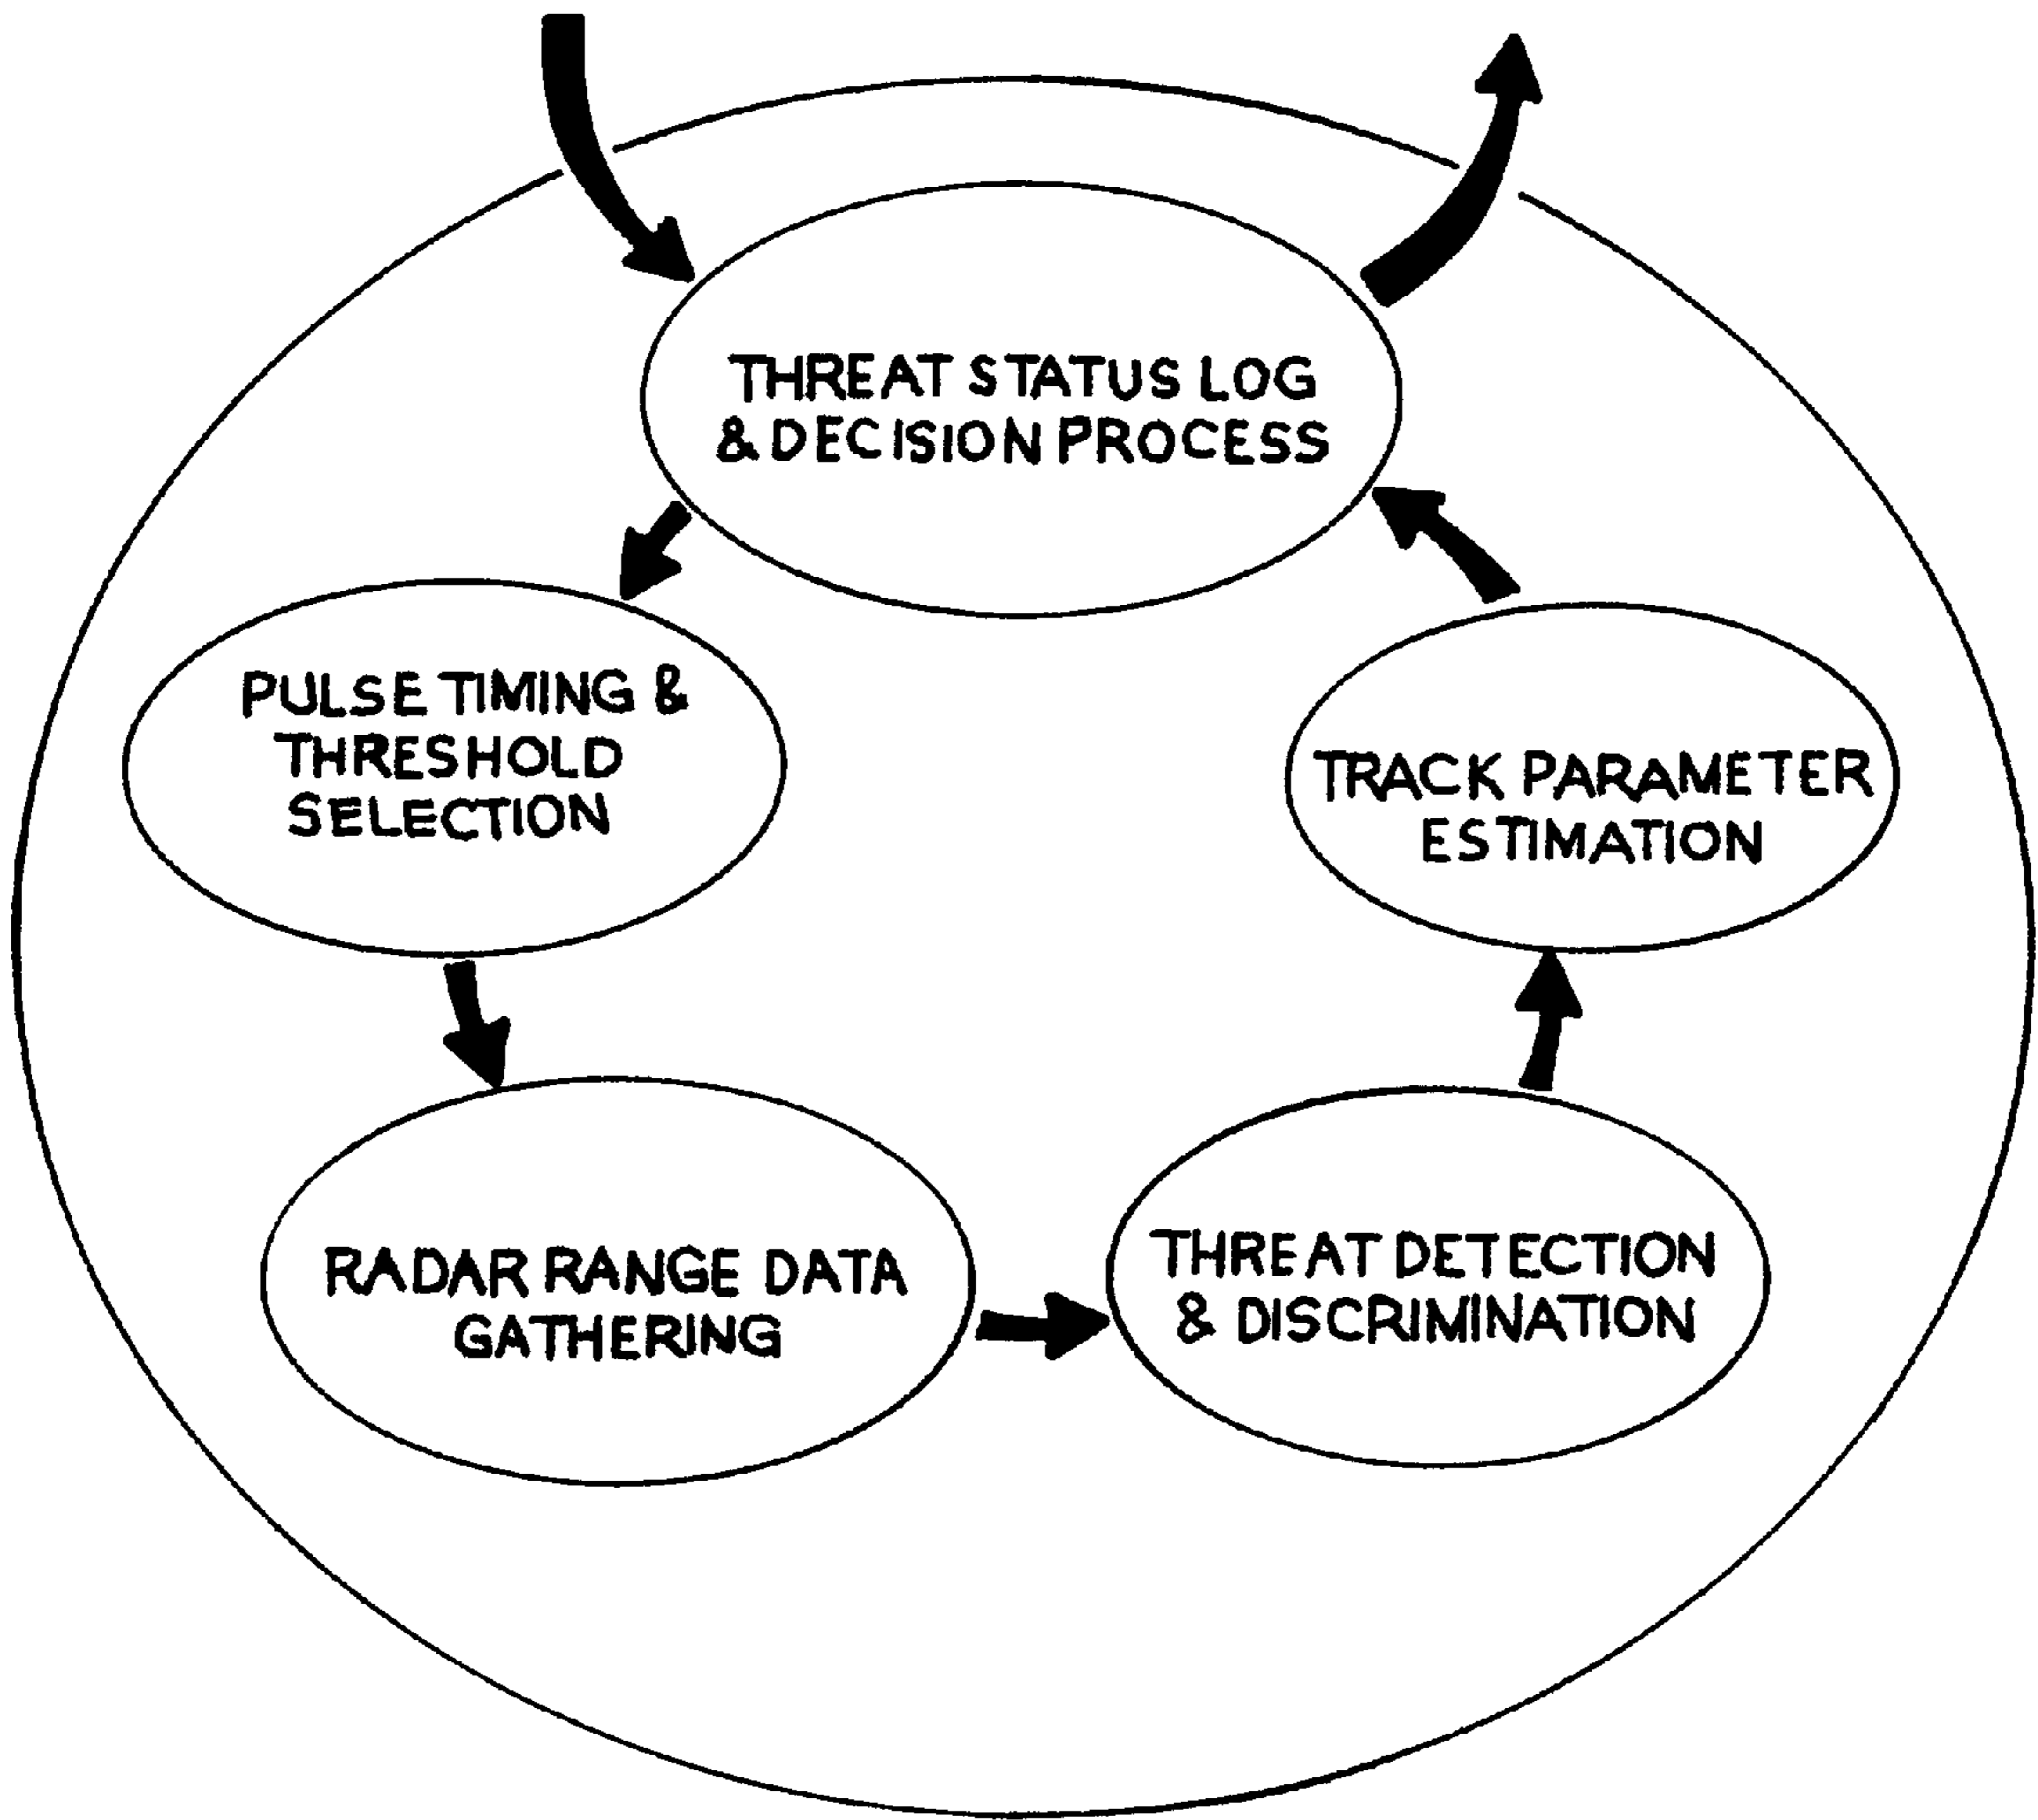 THREAT STATUS LOG
& DECISION PROCESS
PULSE TIMING &
THRESHOLD
SELECTION
TRACK PARAMETER
ESTIMATION
RADAR RANGE DATA
GATHERING
THREAT DETECTION
& DISCRIMINATION